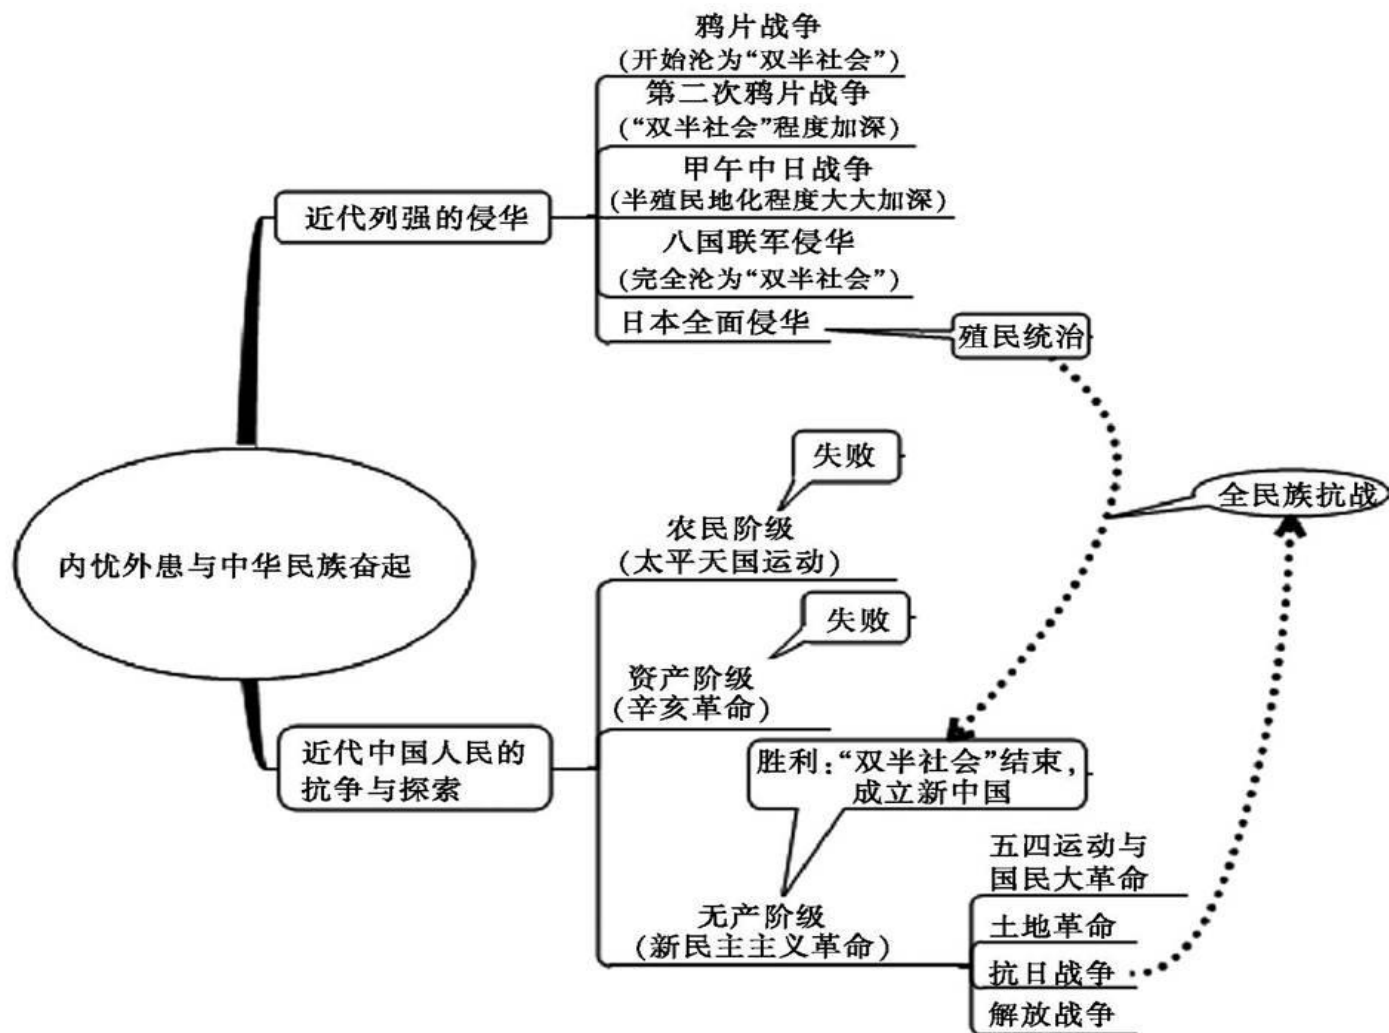 鸦片战争
(开始沦为“双半社会”)
第二次鸦片战争
(“双半社会”程度加深)
甲午中日战争
(半殖民地化程度大大加深)
近代列强的侵华
八国联军侵华
(完全沦为“双半社会”)
日本全面侵华
殖民统治
失败
全民族抗战
农民阶级
(太平天国运动)
内忧外患与中华民族奋起
失败
资产阶级
(辛亥革命)
近代中国人民的
抗争与探索
胜利：“双半社会”结束，
成立新中国
五四运动与
国民大革命
无产阶级
(新民主主义革命)
土地革命
抗日战争
解放战争